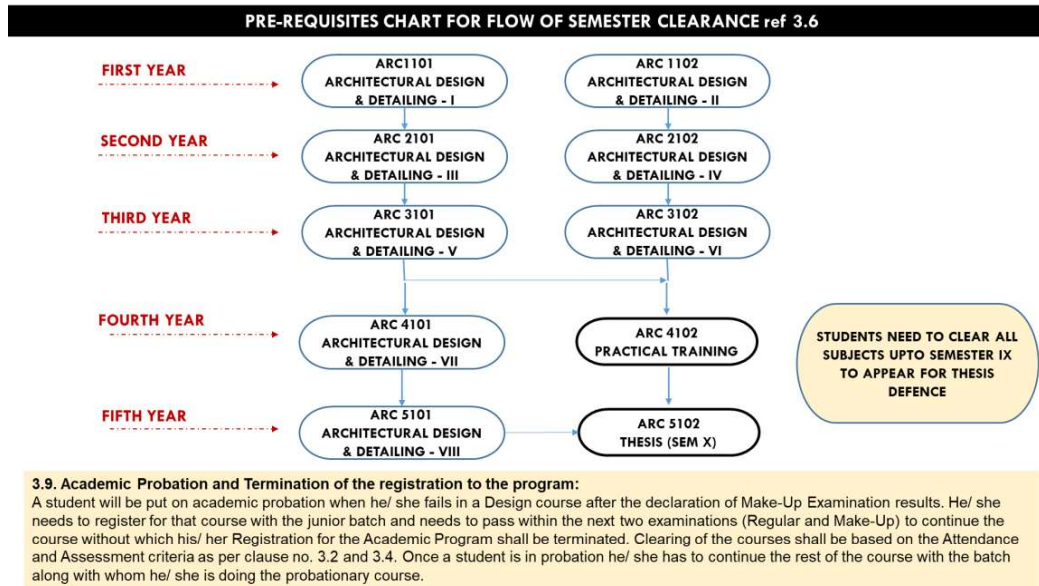 PRE-REQUISITES CHART FOR FLOW OF SEMESTER CLEARANCE ref 3.6
FIRST YEAR
ARC1101
ARCHITECTURAL DESIGN
& DETAILING - I
ARC 1102
ARCHITECTURAL DESIGN
& DETAILING - II
SECOND YEAR
ARC 2101
ARCHITECTURAL DESIGN
& DETAILING - III
ARC 2102
ARCHITECTURAL DESIGN
& DETAILING - IV
THIRD YEAR
ARC 3101
ARCHITECTURAL DESIGN
& DETAILING - V
ARC 3102
ARCHITECTURAL DESIGN
& DETAILING - VI
FOURTH YEAR
ARC 4101
ARCHITECTURAL DESIGN
& DETAILING - VII
ARC 4102
PRACTICAL TRAINING
STUDENTS NEED TO CLEAR ALL
SUBJECTS UPTO SEMESTER IX
TO APPEAR FOR THESIS
DEFENCE
FIFTH YEAR
ARC 5101
ARCHITECTURAL DESIGN
& DETAILING - VIII
ARC 5102
THESIS (SEM X)
3.9. Academic Probation and Termination of the registration to the program:
A student will be put on academic probation when he/ she fails in a Design course after the declaration of Make-Up Examination results. He/ she
needs to register for that course with the junior batch and needs to pass within the next two examinations (Regular and Make-Up) to continue the
course without which his/ her Registration for the Academic Program shall be terminated. Clearing of the courses shall be based on the Attendance
and Assessment criteria as per clause no. 3.2 and 3.4. Once a student is in probation he/ she has to continue the rest of the course with the batch
along with whom he/ she is doing the probationary course.